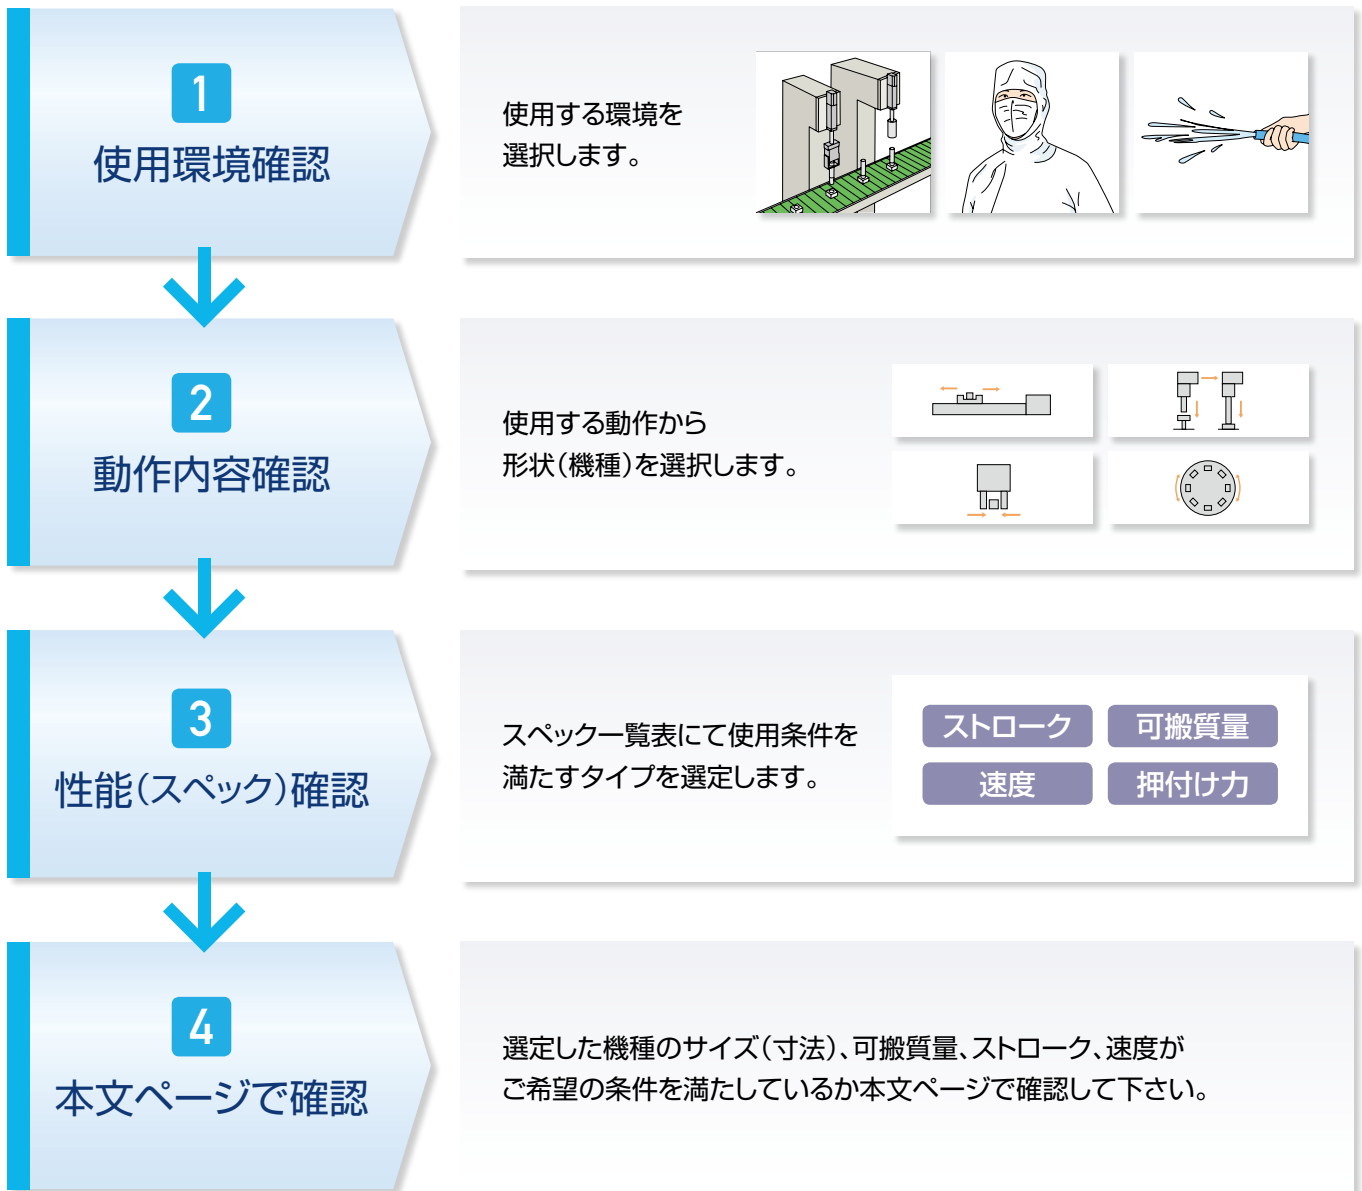 1
使用環境確認
使用する環境を
選択します。
2
動作内容確認
使用する動作から
形状(機種)を選択します。
3
性能(スペック)確認
スペック一覧表にて使用条件を
満たすタイプを選定します。
ストローク
可搬質量
速度
押付け力
4
本文ページで確認
選定した機種のサイズ(寸法)、可搬質量、ストローク、速度が
ご希望の条件を満たしているか本文ページで確認して下さい。